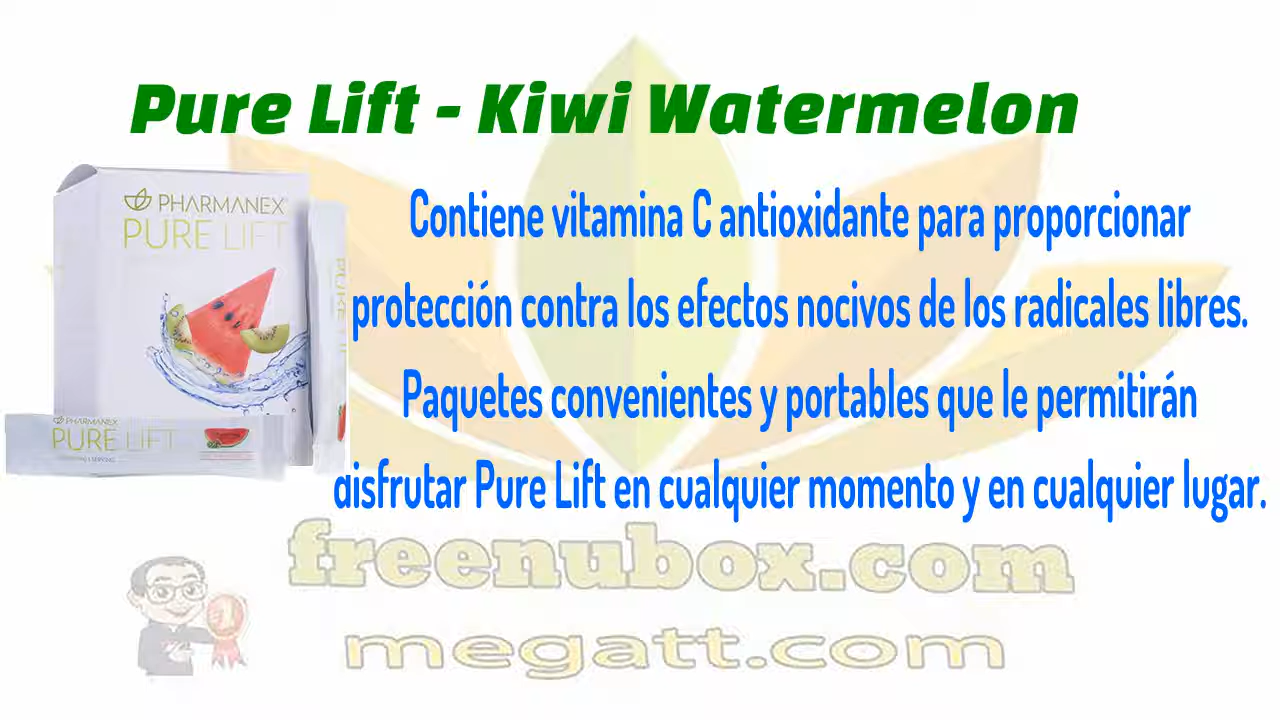 Pure Lift - Kiwi Watermelon
PHARMANEX
PURE LIFT
Contiene vitamina C antioxidante para proporcionar
protección contra los efectos nocivos de los radicales libres.
Paquetes convenientes y portables que le permitirán
disfrutar Pure Lift en cualquier momento y en cualquier lugar.
PHARMANEX
PURE LIFT
freenubox.com
megatt.com